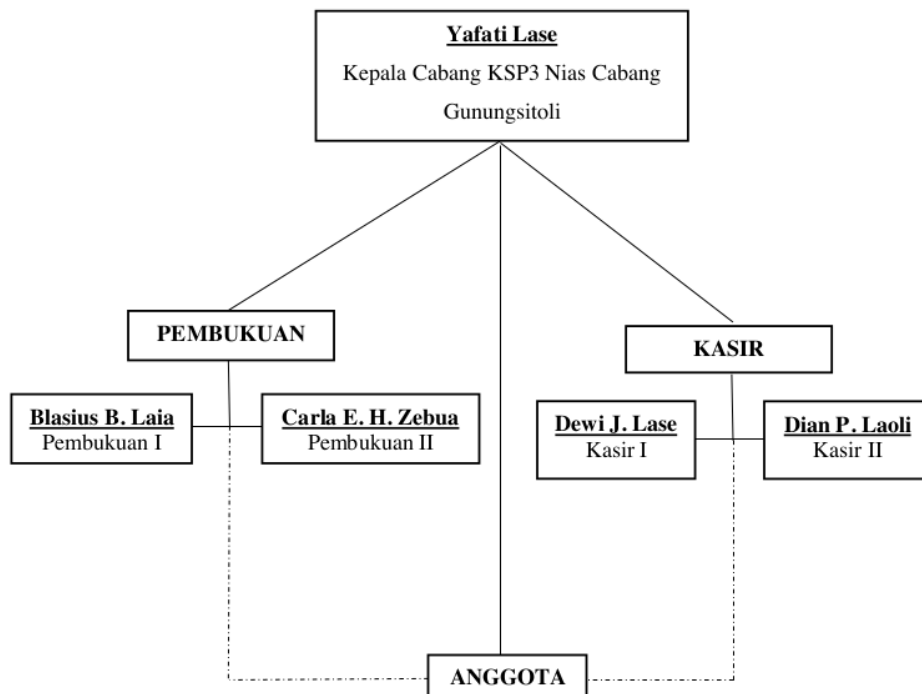 Yafati Lase
Kepala Cabang KSP3 Nias Cabang
Gunungsitoli
PEMBUKUAN
KASIR
Blasius B. Laia
Pembukuan I
Carla E. H. Zebua
Pembukuan II
Dewi J. Lase
Kasir I
Dian P. Laoli
Kasir II
ANGGOTA